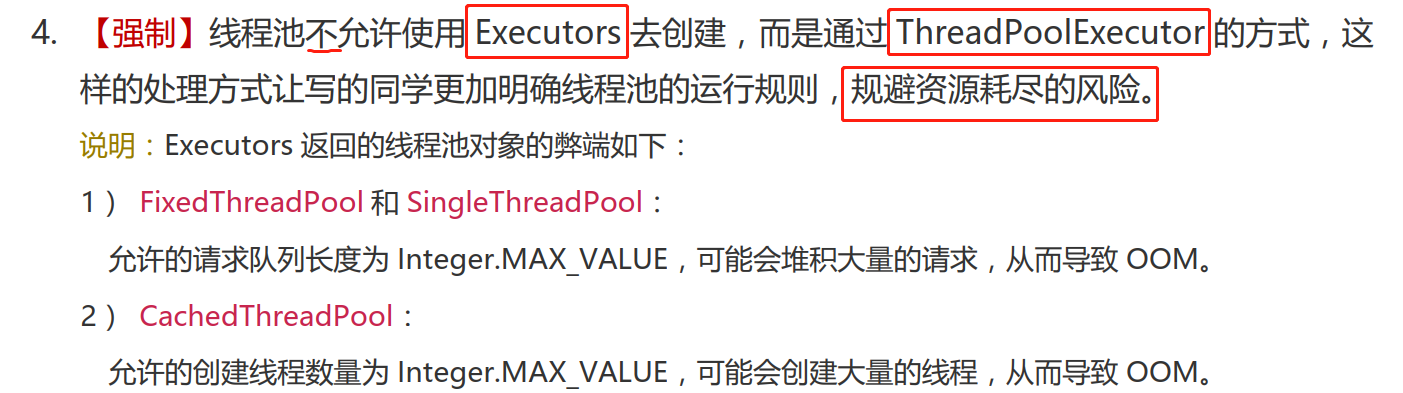 4. 【强制】线程池不允许使用 Executors 去创建，而是通过 ThreadPoolExecutor 的方式，这
样的处理方式让写的同学更加明确线程池的运行规则，规避资源耗尽的风险。
说明：Executors 返回的线程池对象的弊端如下：
1） FixedThreadPool 和 SingleThreadPool：
允许的请求队列长度为 Integer.MAX_VALUE，可能会堆积大量的请求，从而导致 OOM。
2） CachedThreadPool：
允许的创建线程数量为 Integer.MAX_VALUE，可能会创建大量的线程，从而导致 OOM。